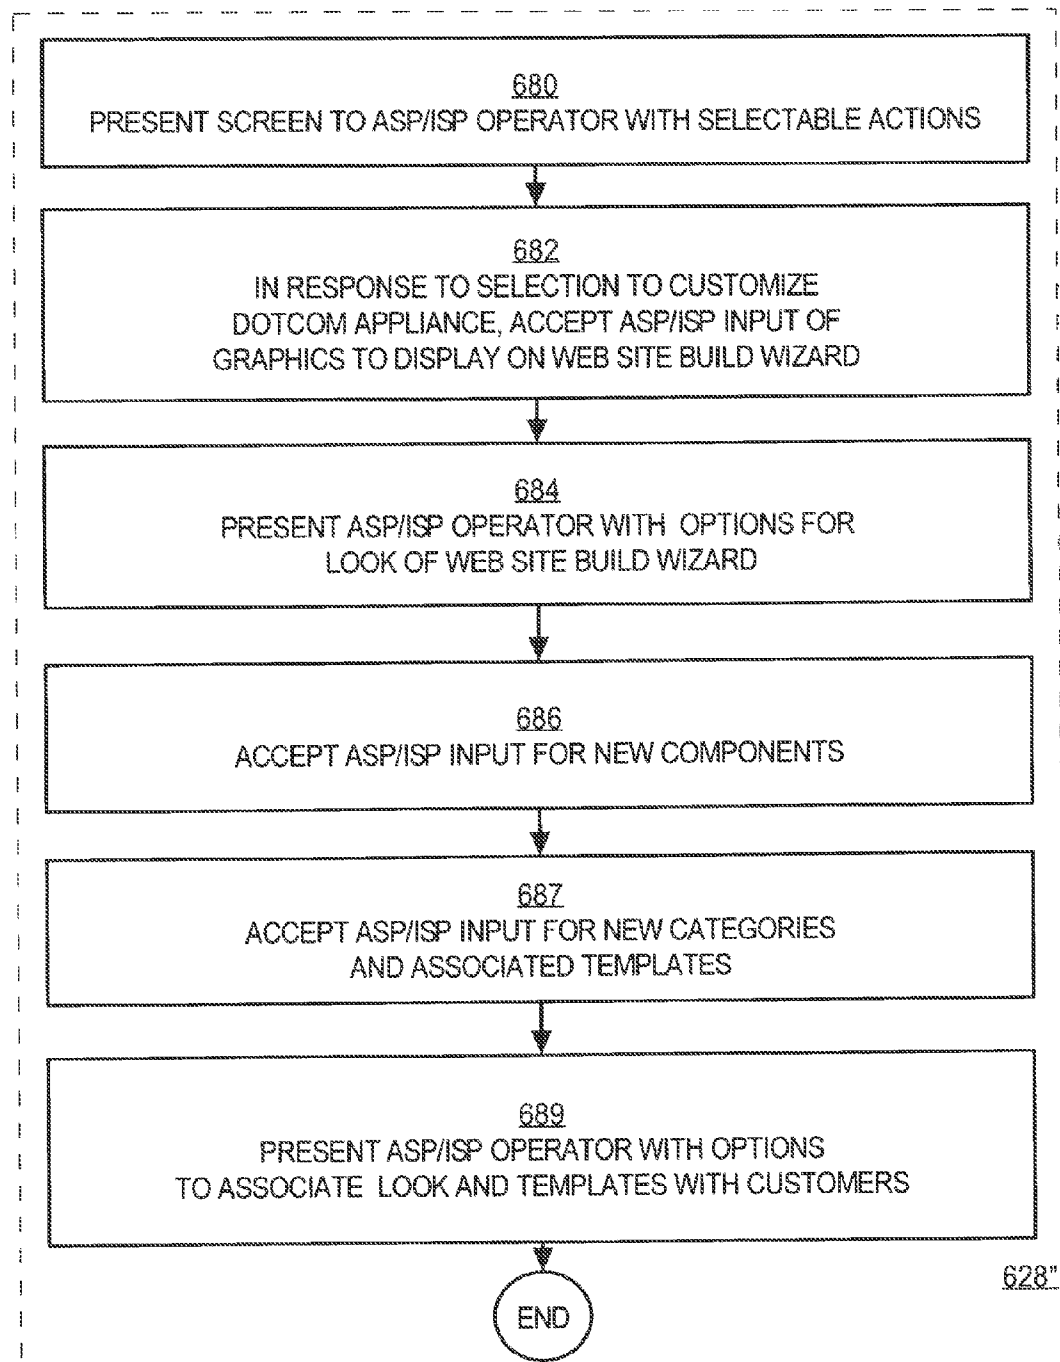 680
PRESENT SCREEN TO ASP/ISP OPERATOR WITH SELECTABLE ACTIONS
682
IN RESPONSE TO SELECTION TO CUSTOMIZE
DOTCOM APPLIANCE, ACCEPT ASP/ISP INPUT OF
GRAPHICS TO DISPLAY ON WEB SITE BUILD WIZARD
684
PRESENT ASP/ISP OPERATOR WITH OPTIONS FOR
LOOK OF WEB SITE BUILD WIZARD
686
ACCEPT ASP/ISP INPUT FOR NEW COMPONENTS
687
ACCEPT ASP/ISP INPUT FOR NEW CATEGORIES
AND ASSOCIATED TEMPLATES
689
PRESENT ASP/ISP OPERATOR WITH OPTIONS
TO ASSOCIATE LOOK AND TEMPLATES WITH CUSTOMERS
628"
END